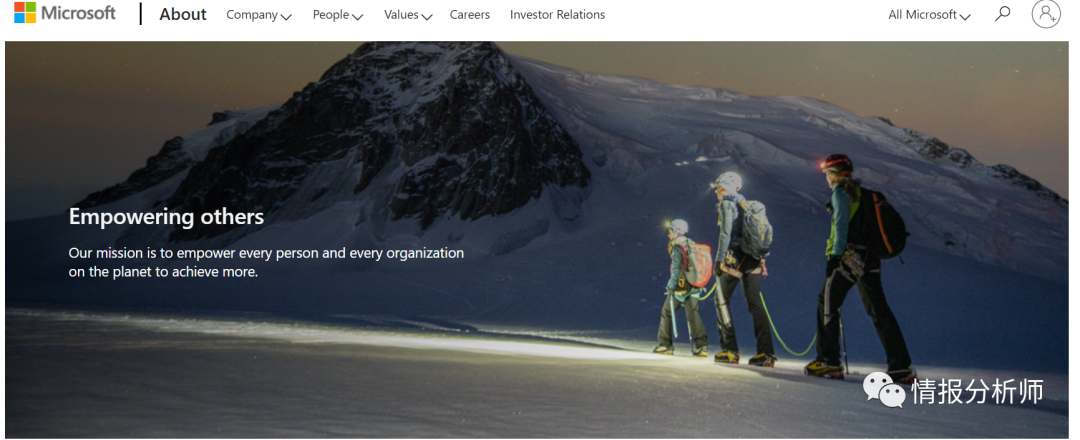 Microsoft About Company People Values Careers Investor Relations All Microsoft
Empowering others
Our mission is to empower every person and every organization
on the planet to achieve more.
情报分析师